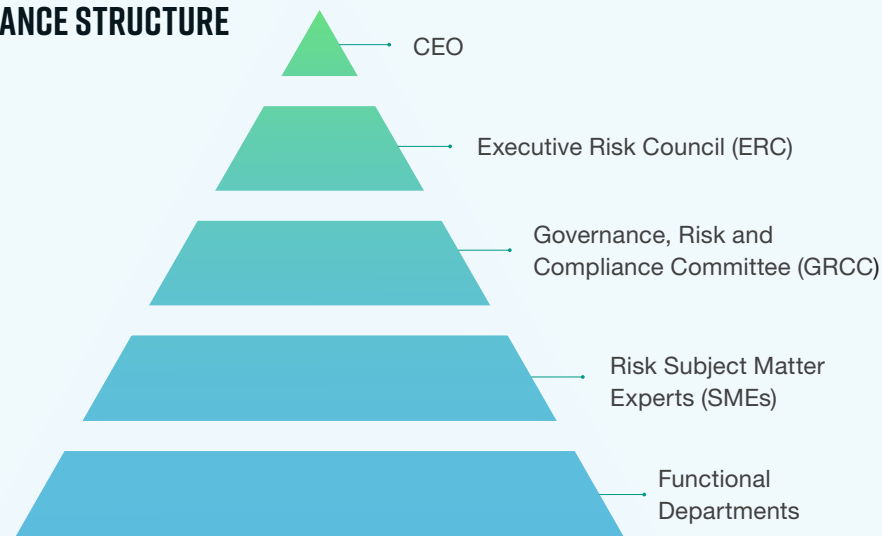 ANCE STRUCTURE
CEO
Executive Risk Council (ERC)
Governance, Risk and
Compliance Committee (GRCC)
Risk Subject Matter
Experts (SMEs)
Functional
Departments